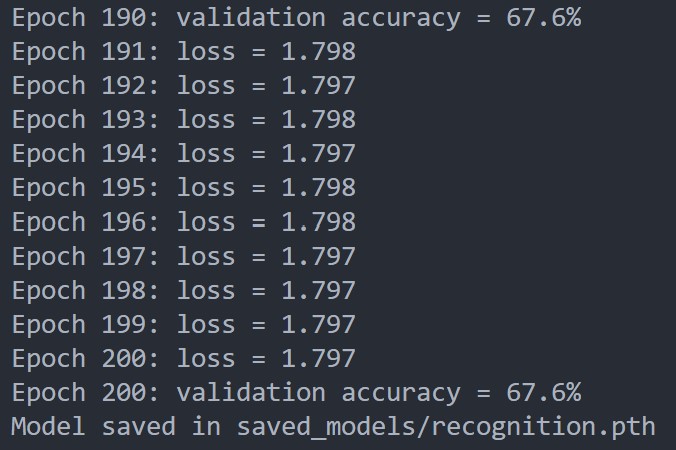 Epoch 190: validation accuracy = 67.6%
Epoch 191: loss = 1.798
Epoch 192: loss = 1.797
Epoch 193: loss = 1.798
Epoch 194: loss = 1.797
Epoch 195: loss = 1.798
Epoch 196: loss = 1.798
Epoch 197: loss = 1.797
Epoch 198: loss = 1.797
Epoch 199: loss = 1.797
Epoch 200: loss = 1.797
Epoch 200: validation accuracy = 67.6%
Model saved in saved_models/recognition.pth